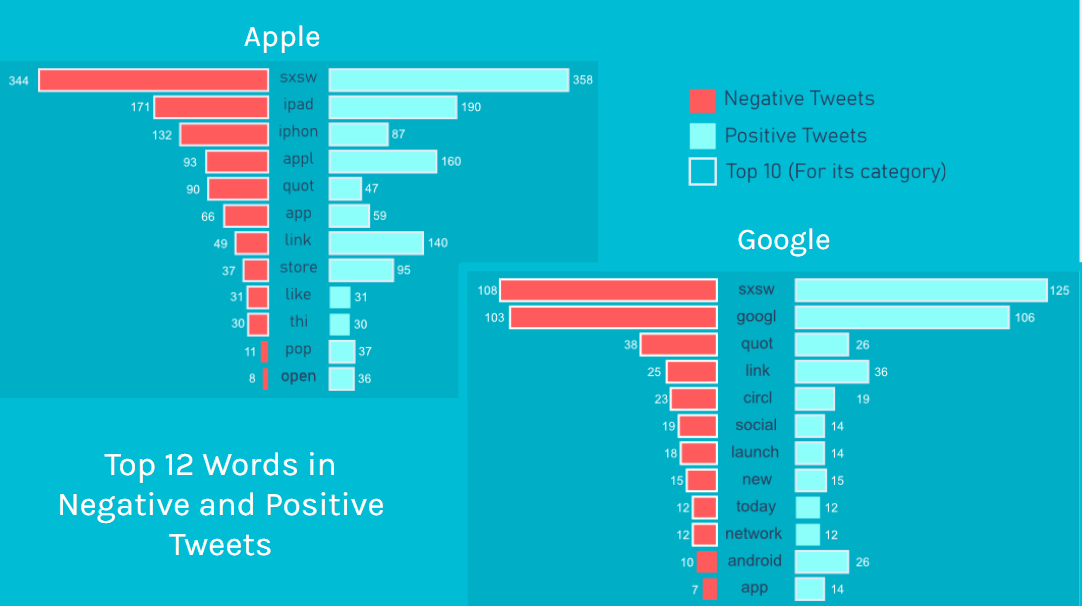 Apple
344 sxsw 358
171 ipad 190
132 iphon 87
93 appl 160
90 quot 47
66 app 59
49 link 140
37 store 95
31 like 31
30 thi 30
11 pop 37
8 open 36
Negative Tweets
Positive Tweets
Top 10 (For its category)
Google
108 sxsw 125
103 googl 106
38 quot 26
25 link 36
23 circl 19
19 social 14
18 launch 14
15 new 15
12 today 12
12 network 12
10 android 26
7 app 14
Top 12 Words in
Negative and Positive
Tweets